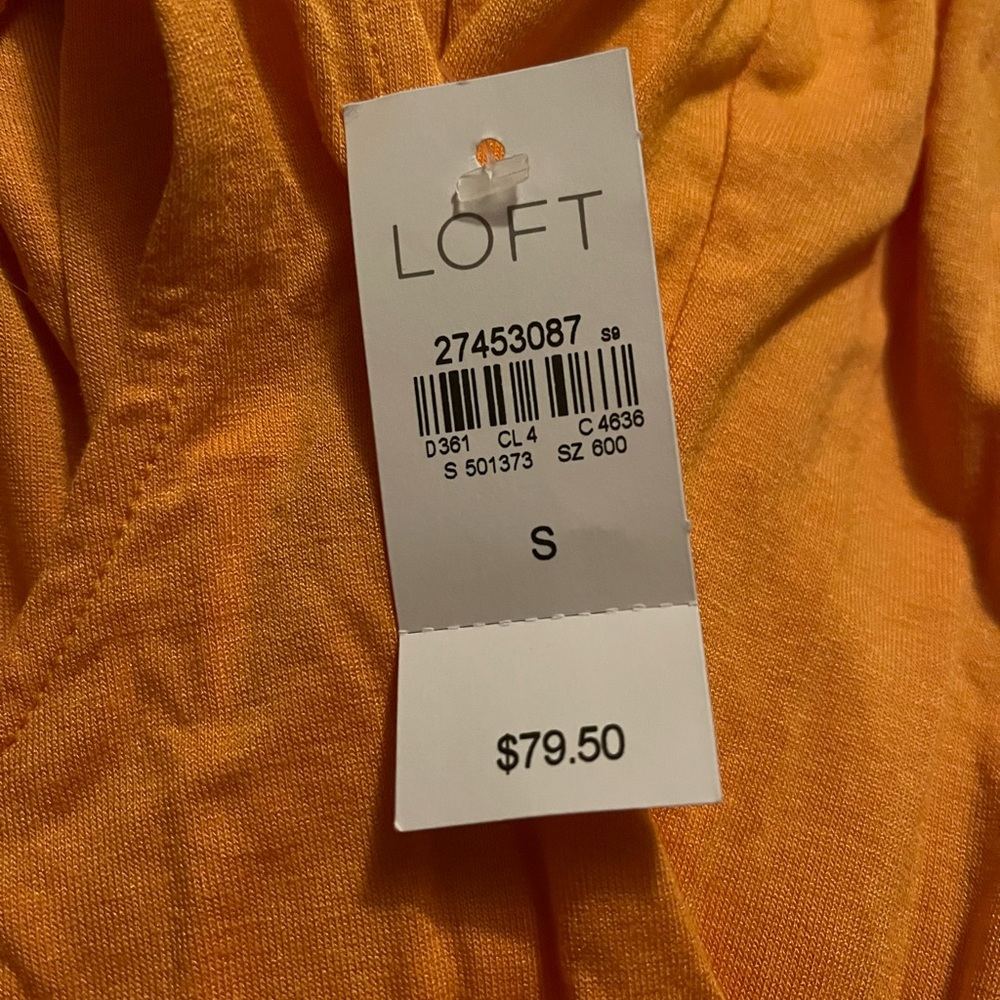 LOFT
27453087 S9
D361 CL 4 C 4636
S 501373 SZ 600
S
$79.50